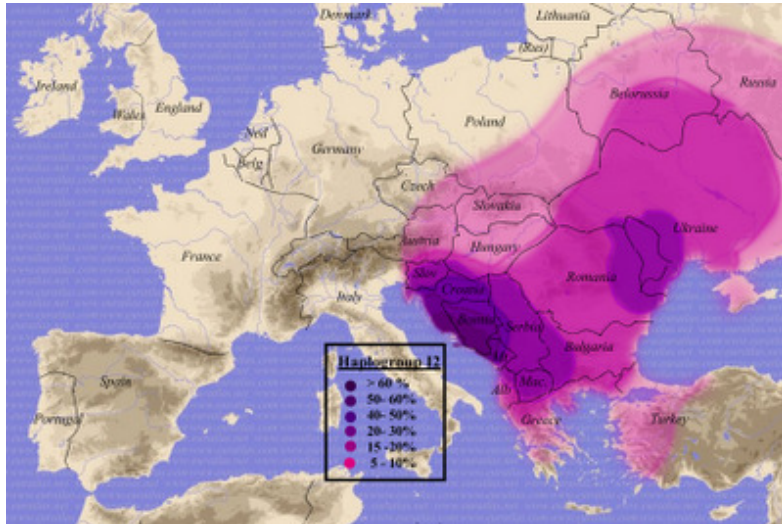 Denmark
Lithuania
(Rus)
Ireland
Russia
Belorussia
England
Wales
Ned
Poland
Germany
Belg
Czech
Slovakia
Ukraine
Austria
Hungary
France
Slov
Romania
Croatia
Italy
Bosnia
Serbia
Bulgaria
Haplogroup I2
> 60 %
Spain
Mac.
50- 60%
Alb
40- 50%
Portugal
Greece
Turkey
20- 30%
15 -20%
5 - 10%